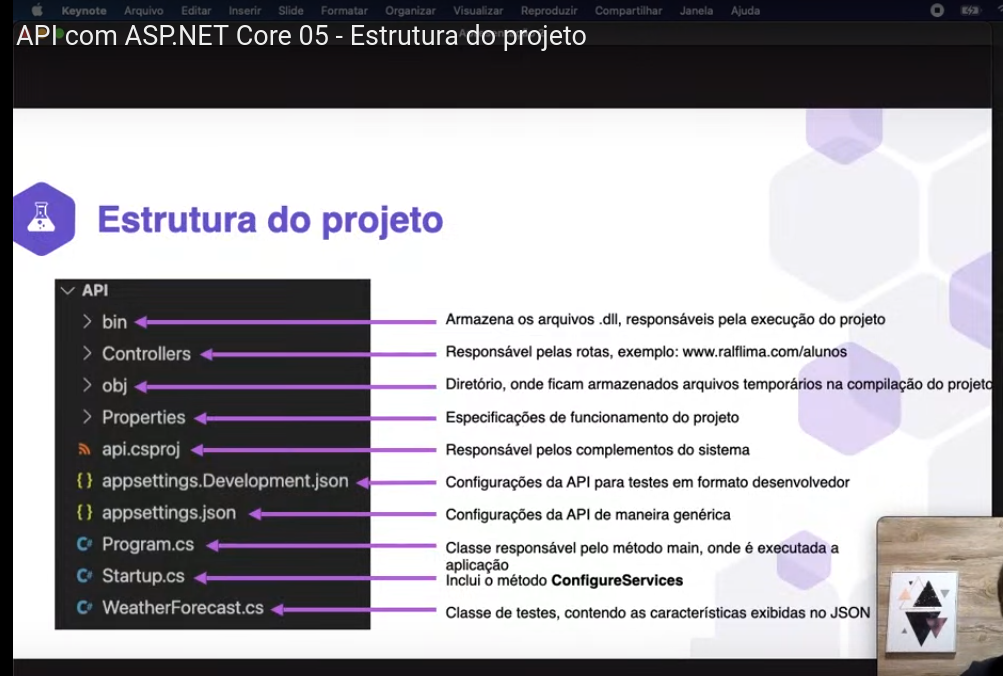 Keynote Arquivo Editar Inserir Slide Formatar Organizar Visualizar Reproduzir Compartilhar Janela Ajuda
API com ASP.NET Core 05 - Estrutura do projeto
Estrutura do projeto
API
bin
Armazena os arquivos .dll, responsáveis pela execução do projeto
Controllers
Responsável pelas rotas, exemplo: www.ralflima.com/alunos
obj
Diretório, onde ficam armazenados arquivos temporários na compilação do projeto
Properties
Especificações de funcionamento do projeto
api.csproj
Responsável pelos complementos do sistema
{} appsettings.Development.json
Configurações da API para testes em formato desenvolvedor
{} appsettings.json
Configurações da API de maneira genérica
C# Program.cs
Classe responsável pelo método main, onde é executada a
aplicação
C# Startup.cs
Inclui o método ConfigureServices
C# WeatherForecast.cs
Classe de testes, contendo as características exibidas no JSON